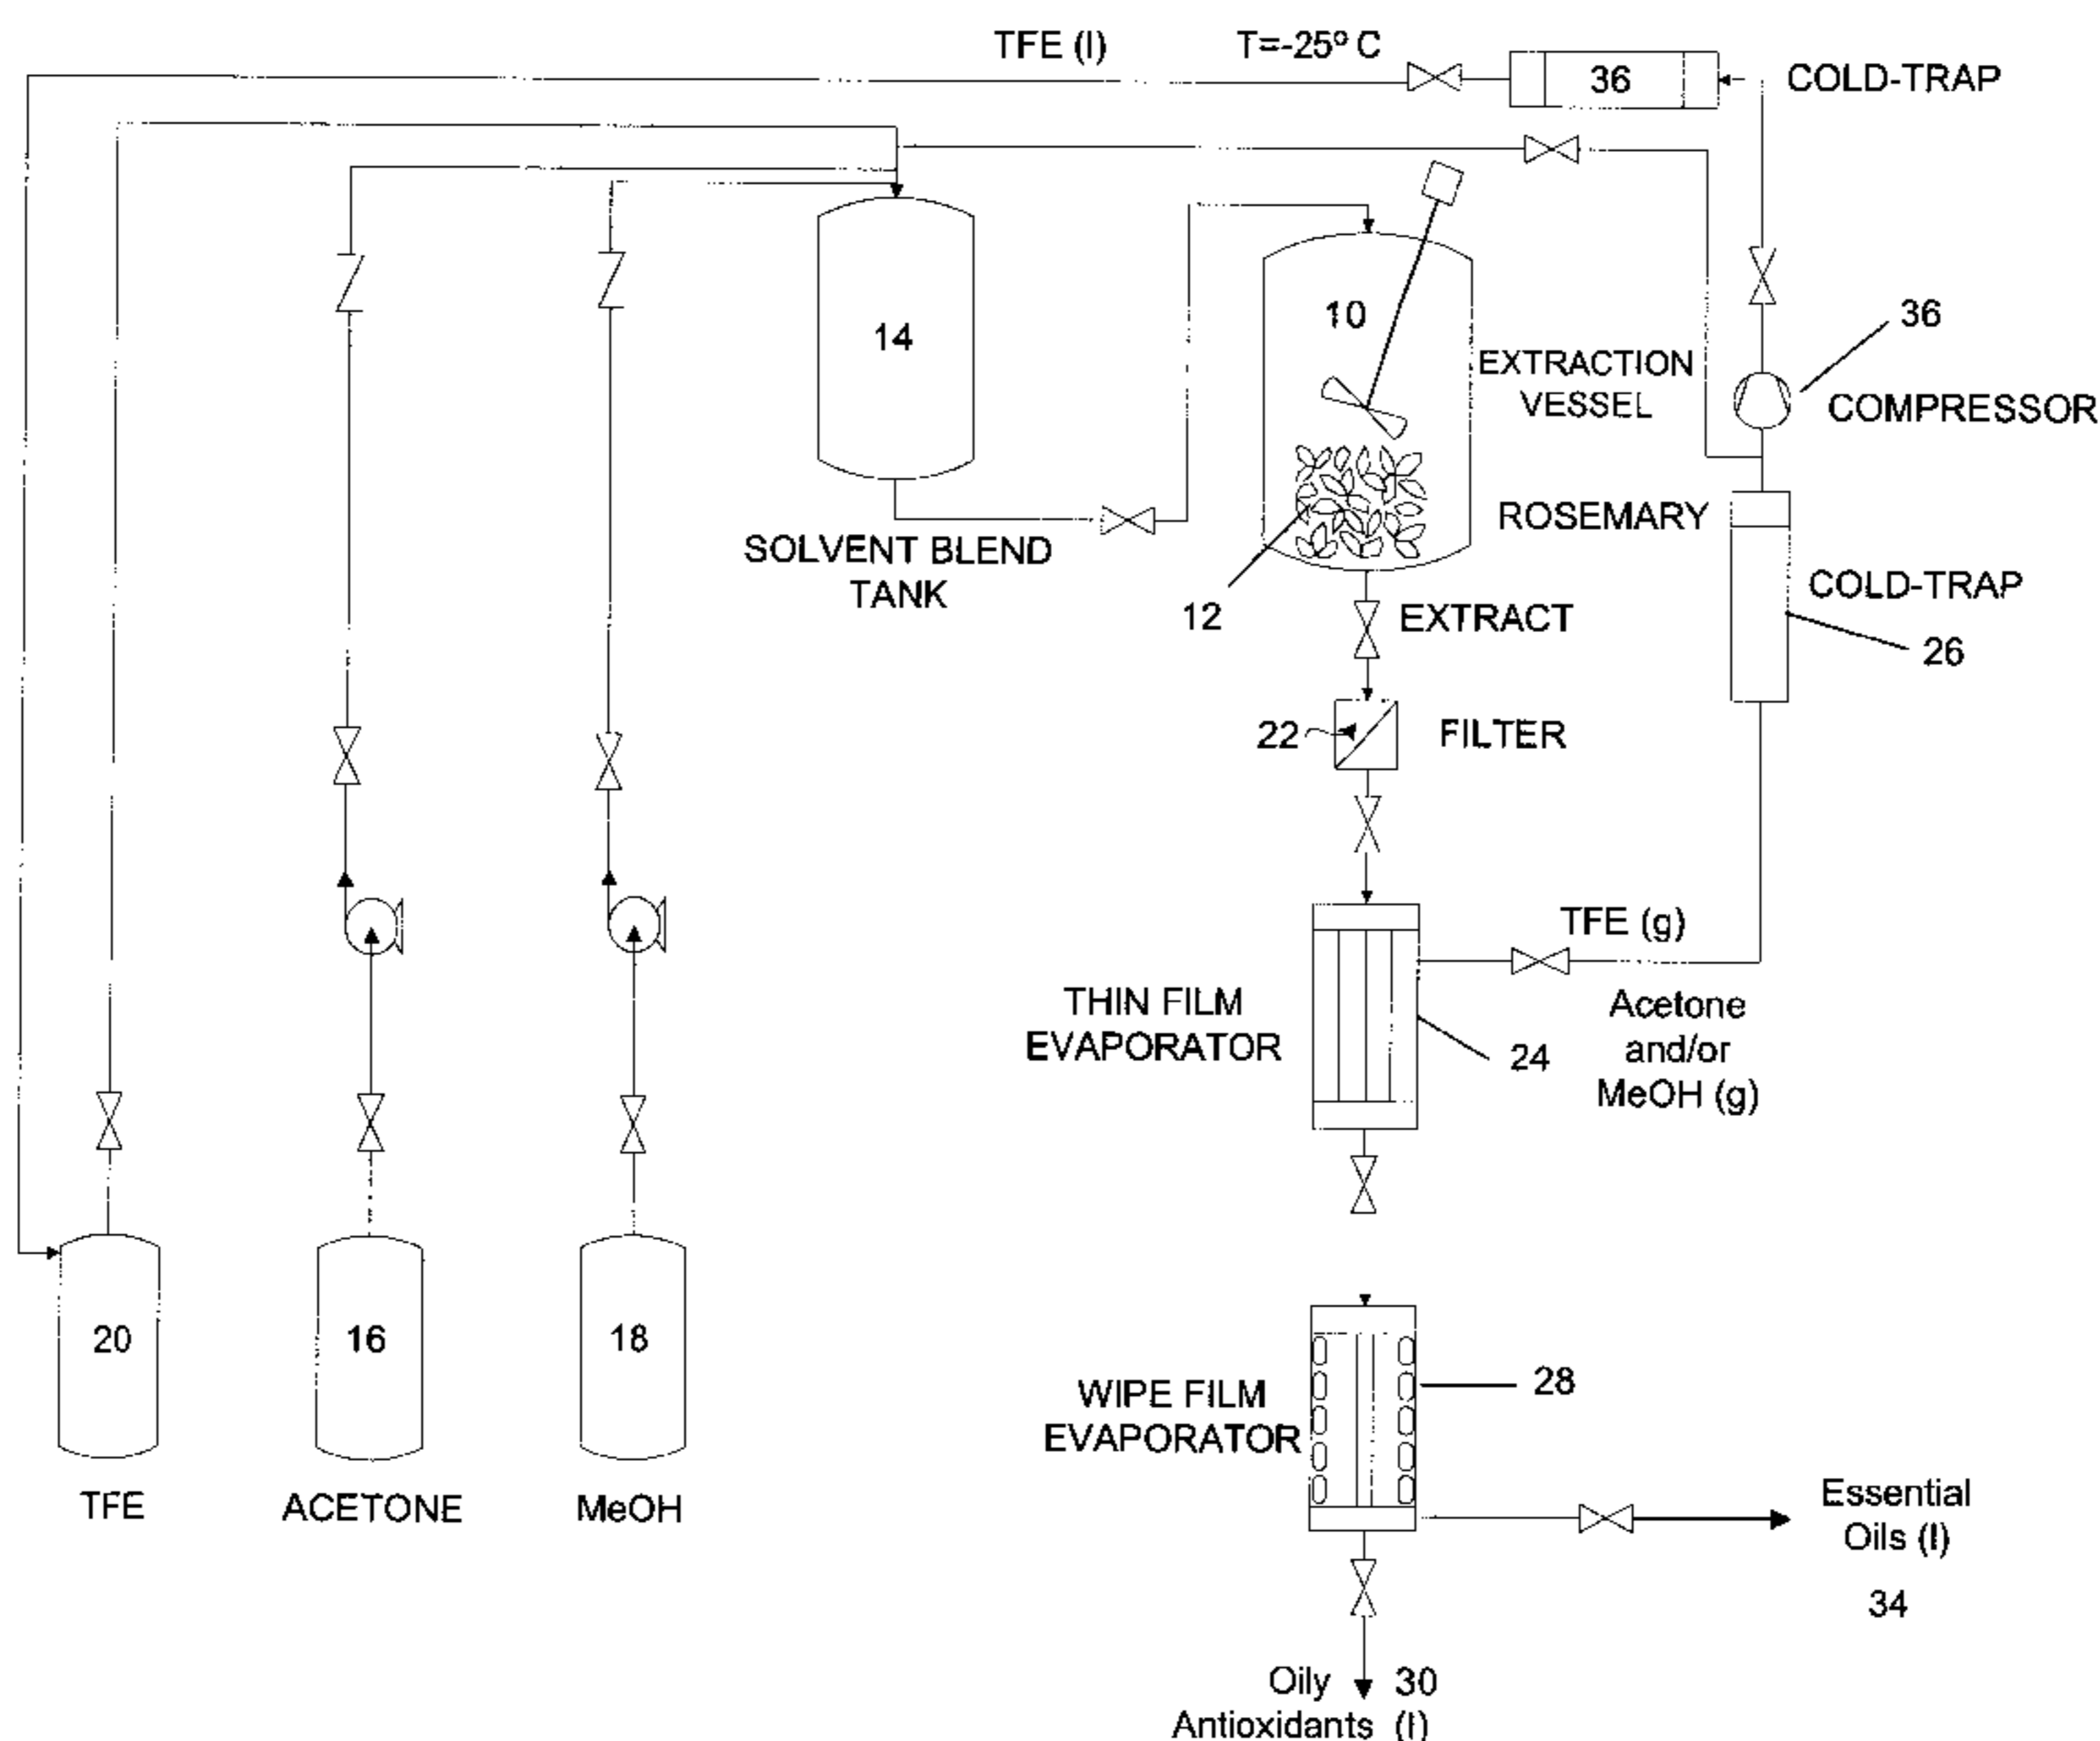 TFE (l)
T=-25º C
36
COLD-TRAP
10
14
36
EXTRACTION
VESSEL
COMPRESSOR
ROSEMARY
SOLVENT BLEND
TANK
COLD-TRAP
12
EXTRACT
26
22
FILTER
TFE (g)
THIN FILM
EVAPORATOR
24
Acetone
and/or
MeOH (g)
20
16
18
WIPE FILM
EVAPORATOR
28
TFE
ACETONE
MeOH
Essential
Oils (l)
34
Oily 30
Antioxidants (l)